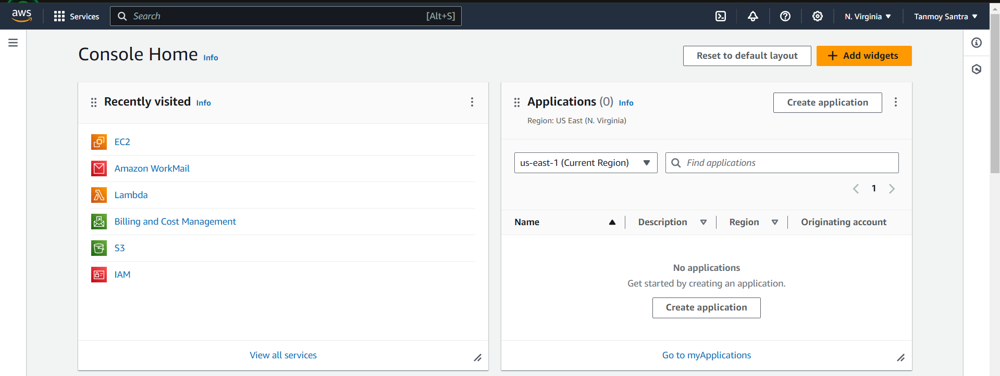 aws
Services
Search [Alt+S]
N. Virginia
Tanmoy Santra
Console Home Info
Reset to default layout
Add widgets
Recently visited Info
EC2
Amazon WorkMail
Lambda
Billing and Cost Management
S3
IAM
View all services
Applications (0) Info
Create application
Region: US East (N. Virginia)
us-east-1 (Current Region)
Find applications
1
Name Description Region Originating account
No applications
Get started by creating an application.
Create application
Go to myApplications